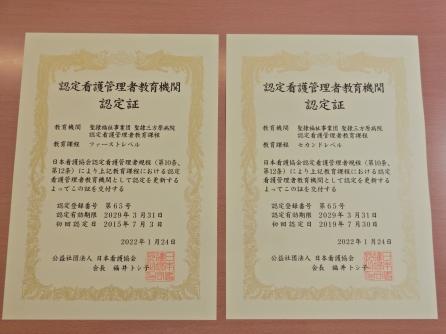 認定看護管理者教育機関
認定証
教育機関 聖隷福祉事業団 聖隷三方原病院
認定看護管理者教育課程
教育課程 ファーストレベル
日本看護協会認定看護管理者規程（第10条、
第12条）により上記教育課程における認定
看護管理者教育機関として認定を更新する
よってこの証を交付する
認定登録番号 第65号
認定有効期限 2029年3月31日
初回認定日 2015年7月3日
2022年1月24日
公益社団法人 日本看護協会
会長 福井トシ子
認定看護管理者教育機関
認定証
教育機関 聖隷福祉事業団 聖隷三方原病院
認定看護管理者教育課程
教育課程 セカンドレベル
日本看護協会認定看護管理者規程（第10条、
第12条）により上記教育課程における認定
看護管理者教育機関として認定を更新する
よってこの証を交付する
認定登録番号 第65号
認定有効期限 2029年3月31日
初回認定日 2019年7月30日
2022年1月24日
公益社団法人 日本看護協会
会長 福井トシ子